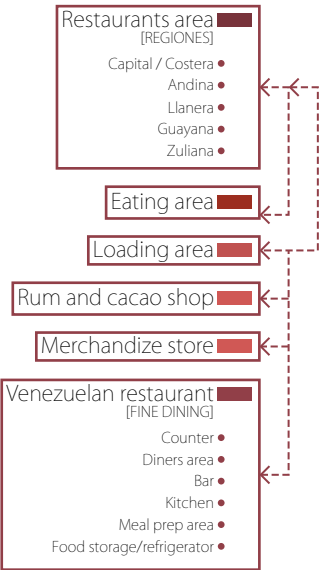 Restaurants area
[REGIONES]
Capital / Costera
Andina
Llanera
Guayana
Zuliana
Eating area
Loading area
Rum and cacao shop
Merchandize store
Venezuelan restaurant
[FINE DINING]
Counter
Diners area
Bar
Kitchen
Meal prep area
Food storage/refrigerator